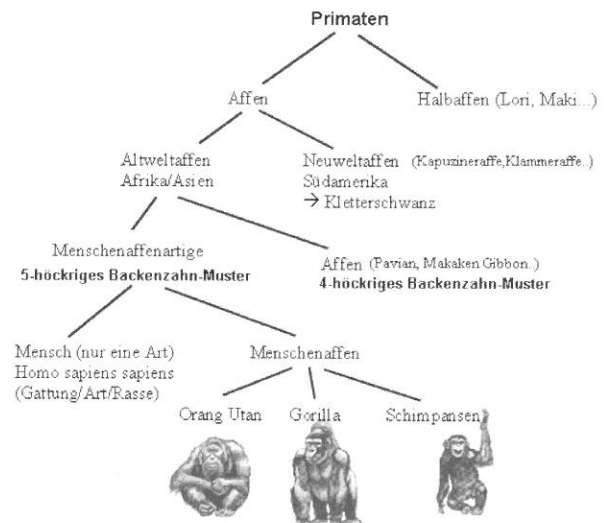 Primaten
Affen
Halbaffen (Lori, Maki...)
Altweltaffen
Afrika/Asien
Neuweltaffen (Kapuzineraffe,Klammeraffe..)
Südamerika
→ Kletterschwanz
Menschenaffenartige
5-höckriges Backenzahn-Muster
Affen (Pavian, Makaken Gibbon..)
4-höckriges Backenzahn-Muster
Mensch (nur eine Art)
Homo sapiens sapiens
(Gattung/Art/Rasse)
Menschenaffen
Orang Utan
Gorilla
Schimpansen